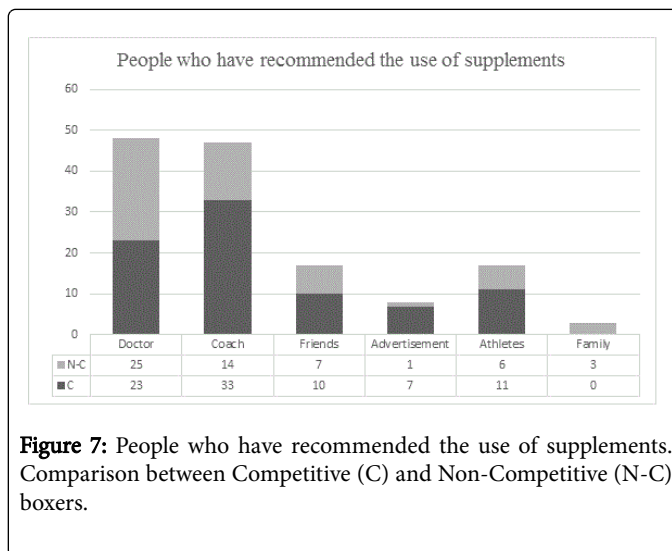 People who have recommended the use of supplements
60
50
40
30
20
10
0
Doctor Coach Friends Advertisement Athletes Family
N-C 25 14 7 1 6 3
C 23 33 10 7 11 0
Figure 7: People who have recommended the use of supplements.
Comparison between Competitive (C) and Non-Competitive (N-C)
boxers.